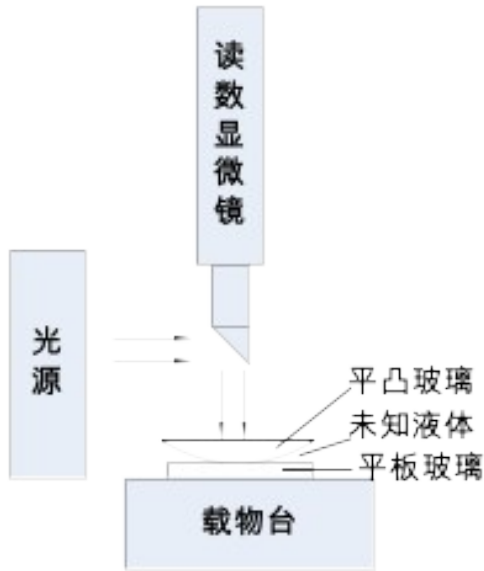 读数显微镜
光源
平凸玻璃
未知液体
平板玻璃
载物台